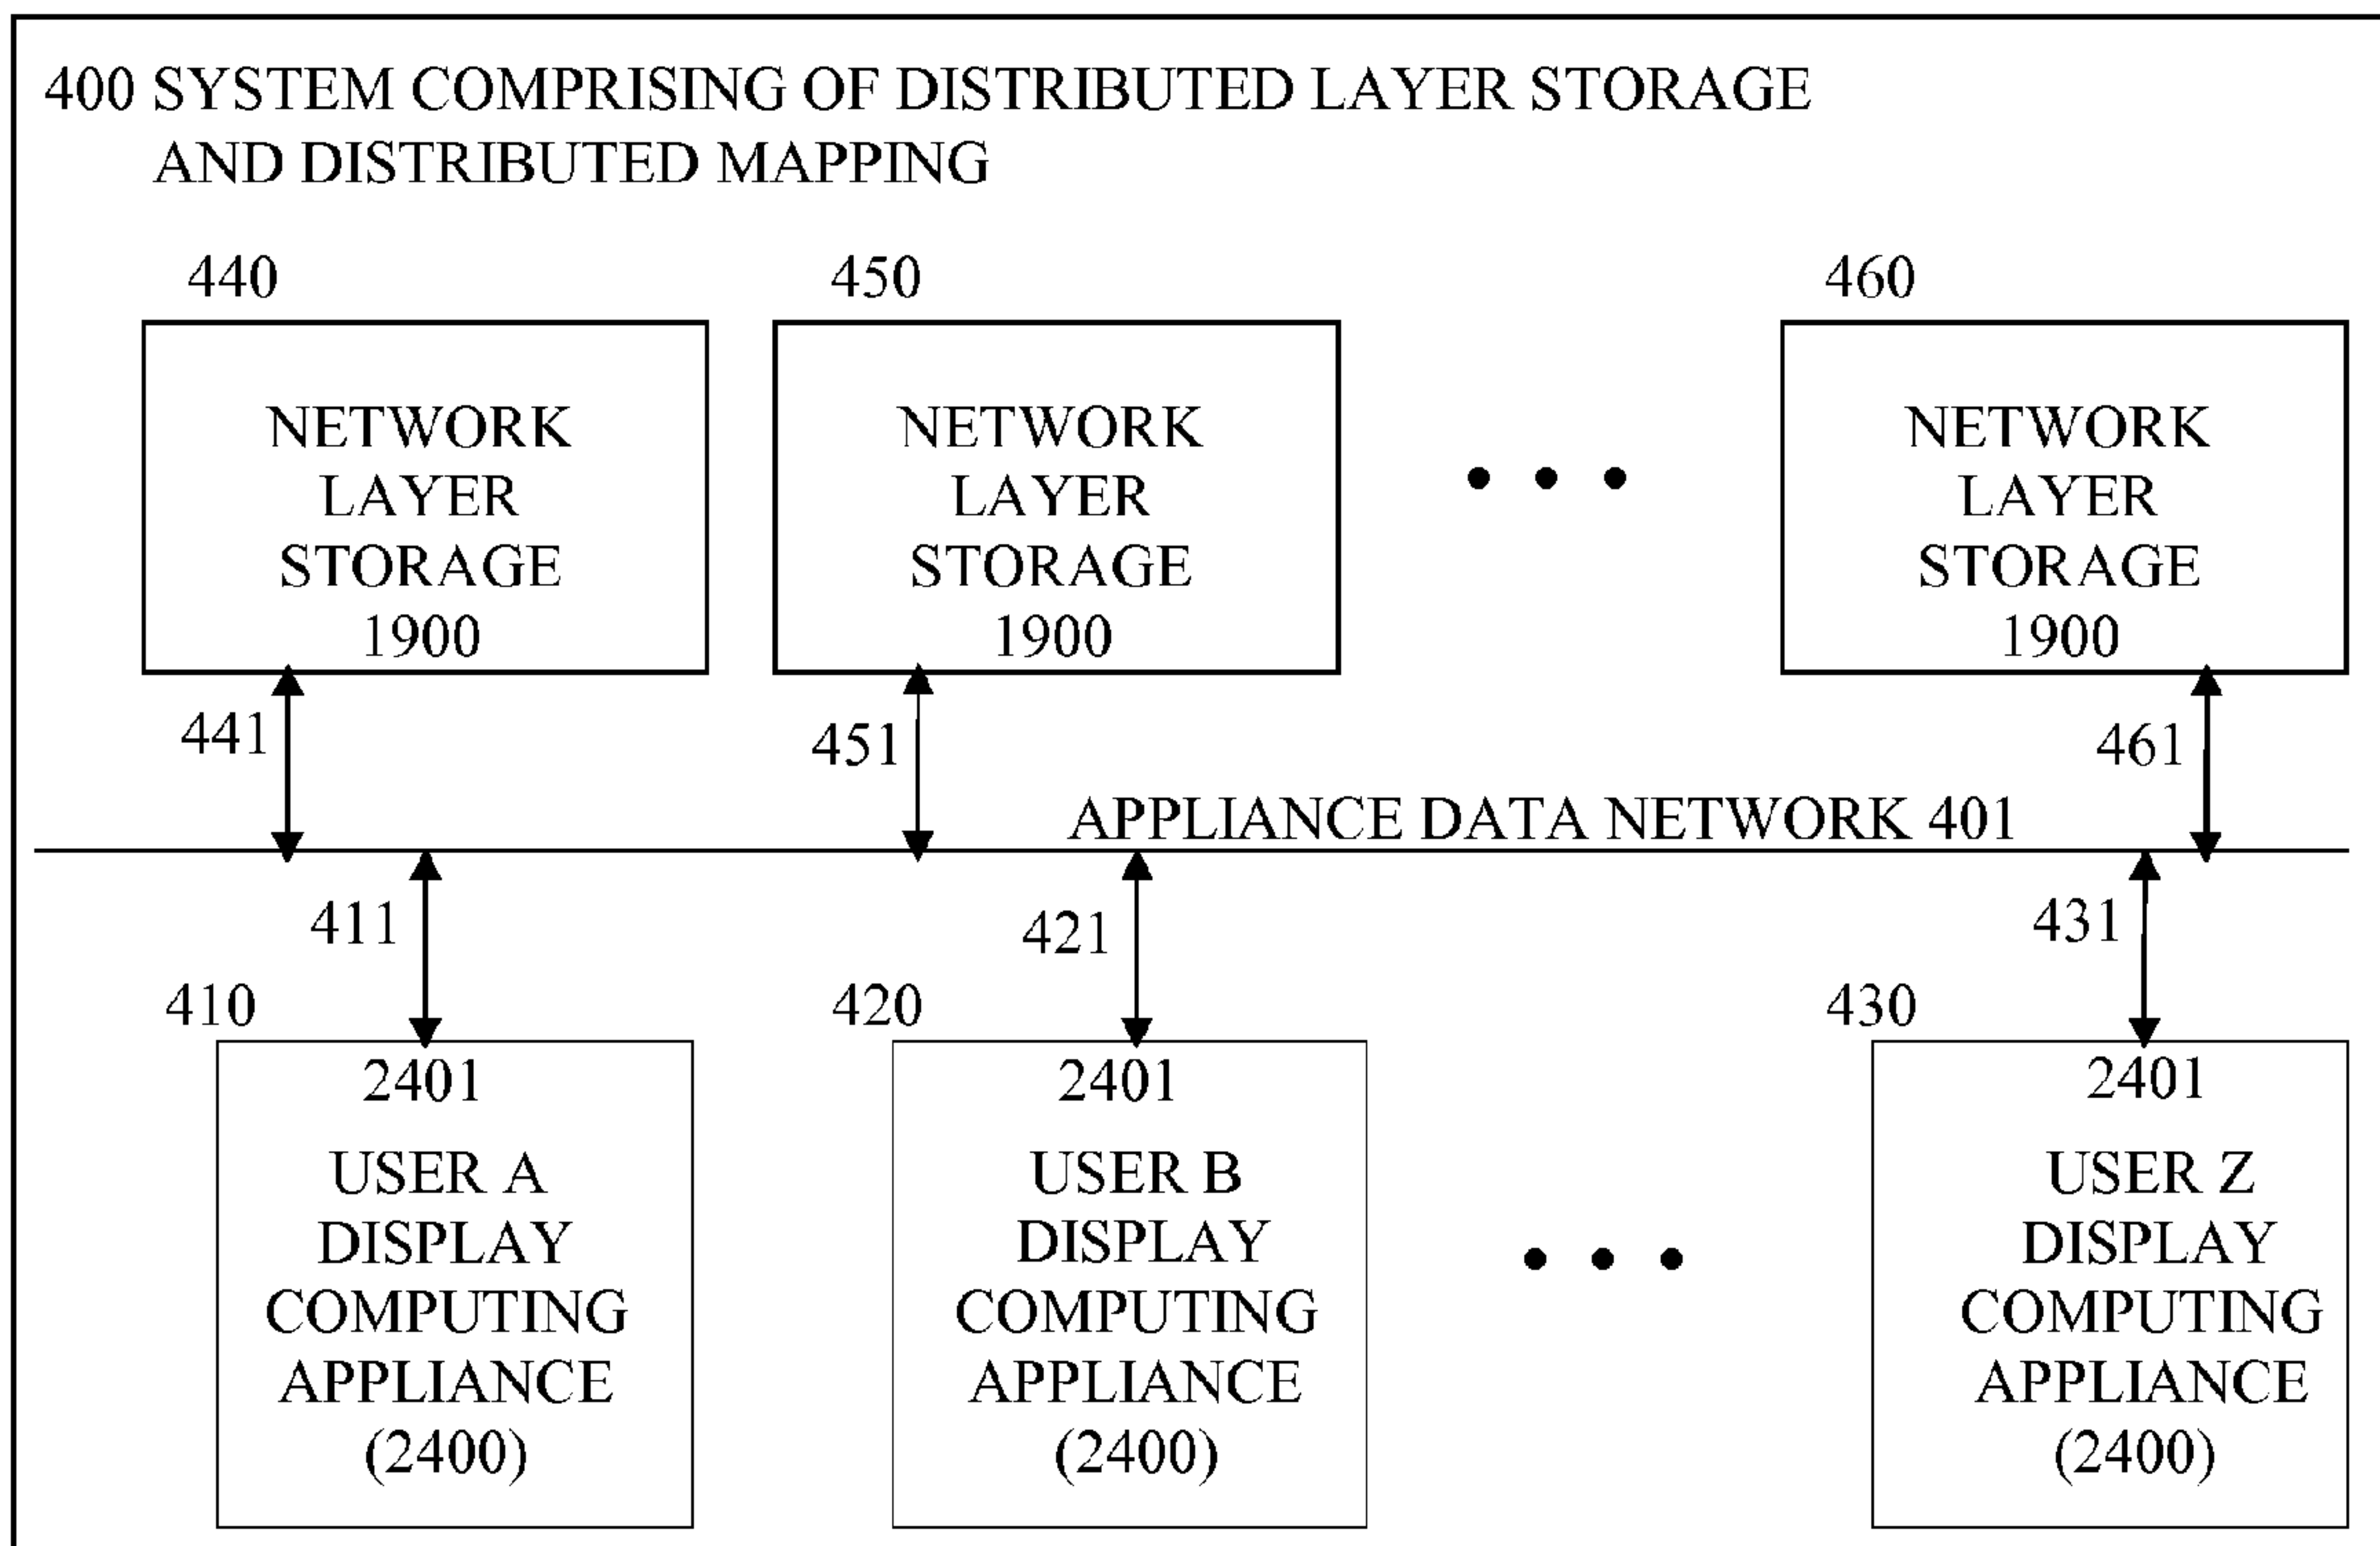 400 SYSTEM COMPRISING OF DISTRIBUTED LAYER STORAGE
AND DISTRIBUTED MAPPING
440
NETWORK
LAYER
STORAGE
1900
450
NETWORK
LAYER
STORAGE
1900
460
NETWORK
LAYER
STORAGE
1900
441
451
461
APPLIANCE DATA NETWORK 401
411
421
431
410
2401
USER A
DISPLAY
COMPUTING
APPLIANCE
(2400)
420
2401
USER B
DISPLAY
COMPUTING
APPLIANCE
(2400)
430
2401
USER Z
DISPLAY
COMPUTING
APPLIANCE
(2400)